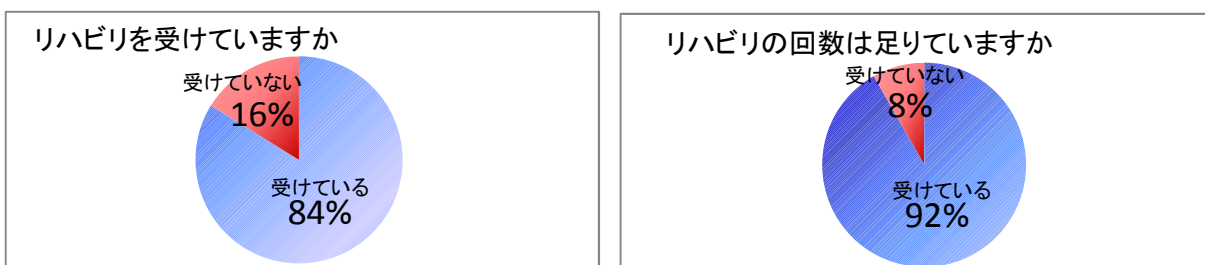 リハビリを受けていますか
受けていない
16%
受けている
84%
リハビリの回数は足りていますか
受けていない
8%
受けている
92%